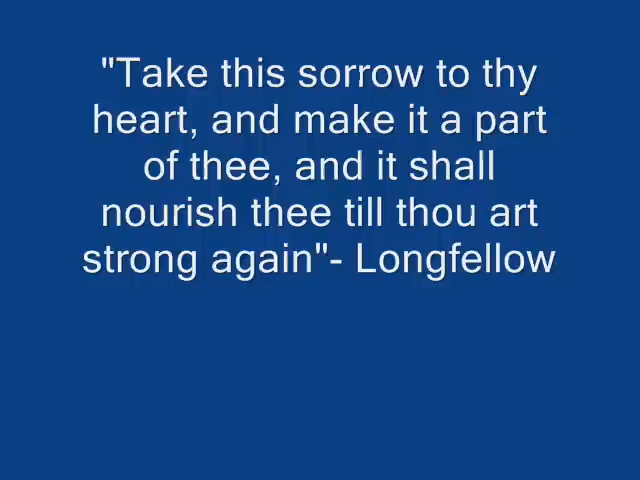 "Take this sorrow to thy
heart, and make it a part
of thee, and it shall
nourish thee till thou art
strong again"- Longfellow